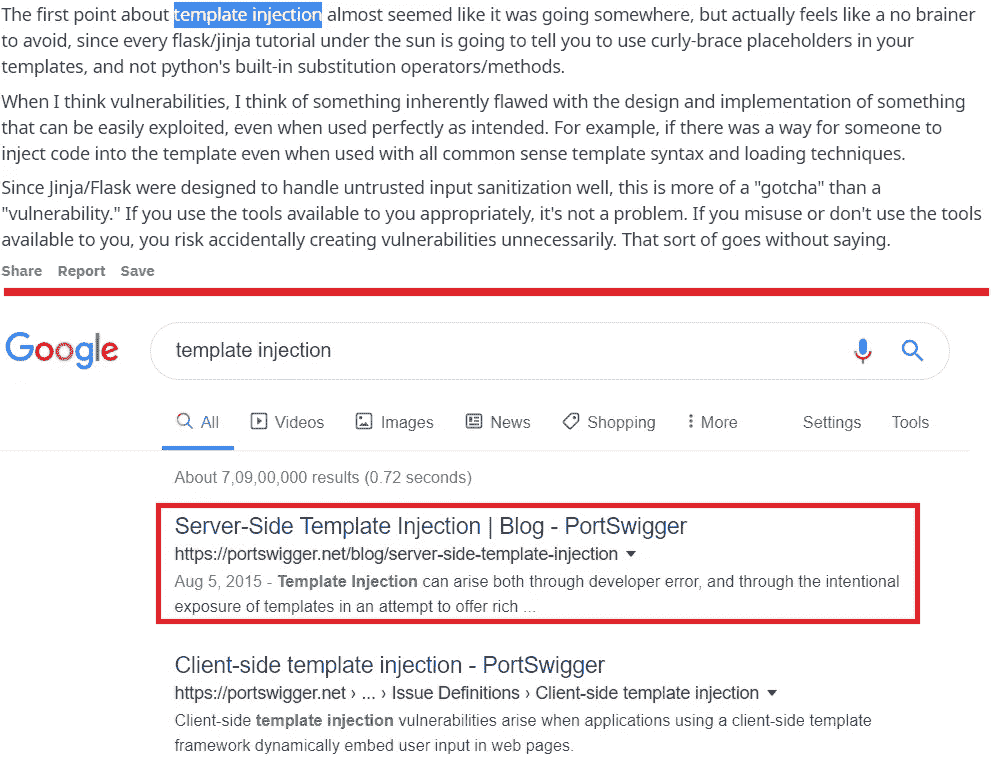 The first point about template injection almost seemed like it was going somewhere, but actually feels like a no brainer
to avoid, since every flask/jinja tutorial under the sun is going to tell you to use curly-brace placeholders in your
templates, and not python's built-in substitution operators/methods.
When I think vulnerabilities, I think of something inherently flawed with the design and implementation of something
that can be easily exploited, even when used perfectly as intended. For example, if there was a way for someone to
inject code into the template even when used with all common sense template syntax and loading techniques.
Since Jinja/Flask were designed to handle untrusted input sanitization well, this is more of a "gotcha" than a
"vulnerability." If you use the tools available to you appropriately, it's not a problem. If you misuse or don't use the tools
available to you, you risk accidentally creating vulnerabilities unnecessarily. That sort of goes without saying.
Share Report Save
Google template injection
All Videos Images News Shopping More Settings Tools
About 7,09,00,000 results (0.72 seconds)
Server-Side Template Injection | Blog - PortSwigger
https://portswigger.net/blog/server-side-template-injection
Aug 5, 2015 - Template Injection can arise both through developer error, and through the intentional
exposure of templates in an attempt to offer rich ...
Client-side template injection - PortSwigger
https://portswigger.net › ... › Issue Definitions › Client-side template injection
Client-side template injection vulnerabilities arise when applications using a client-side template
framework dynamically embed user input in web pages.